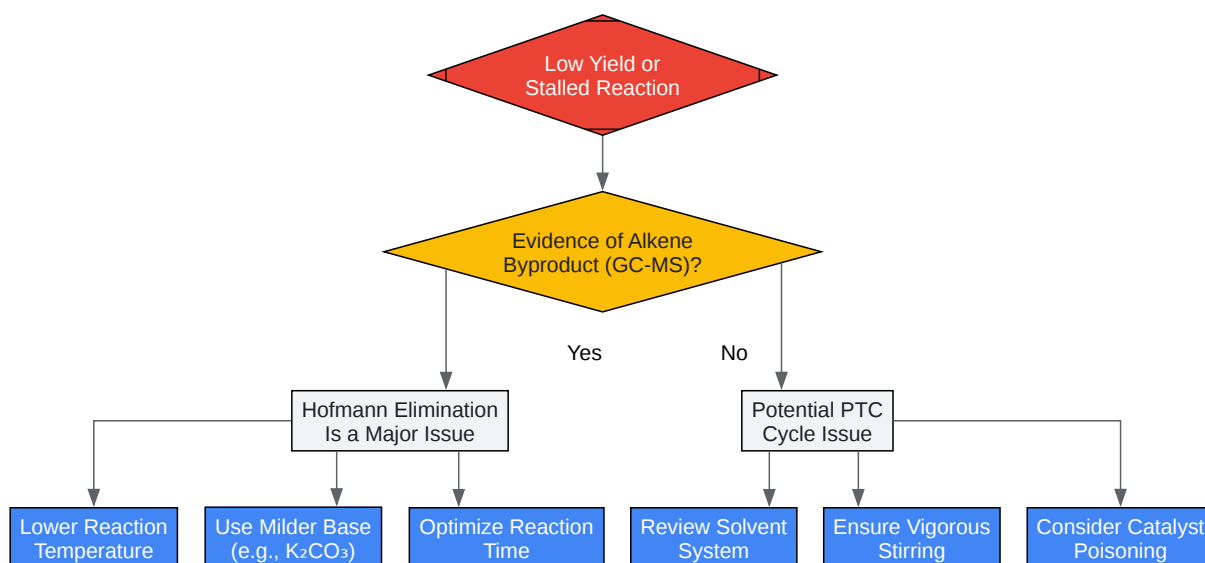 Low Yield or
Stalled Reaction
Evidence of Alkene
Byproduct (GC-MS)?
Yes
No
Hofmann Elimination
Is a Major Issue
Potential PTC
Cycle Issue
Lower Reaction
Temperature
Use Milder Base
(e.g., K₂CO₃)
Optimize Reaction
Time
Review Solvent
System
Ensure Vigorous
Stirring
Consider Catalyst
Poisoning